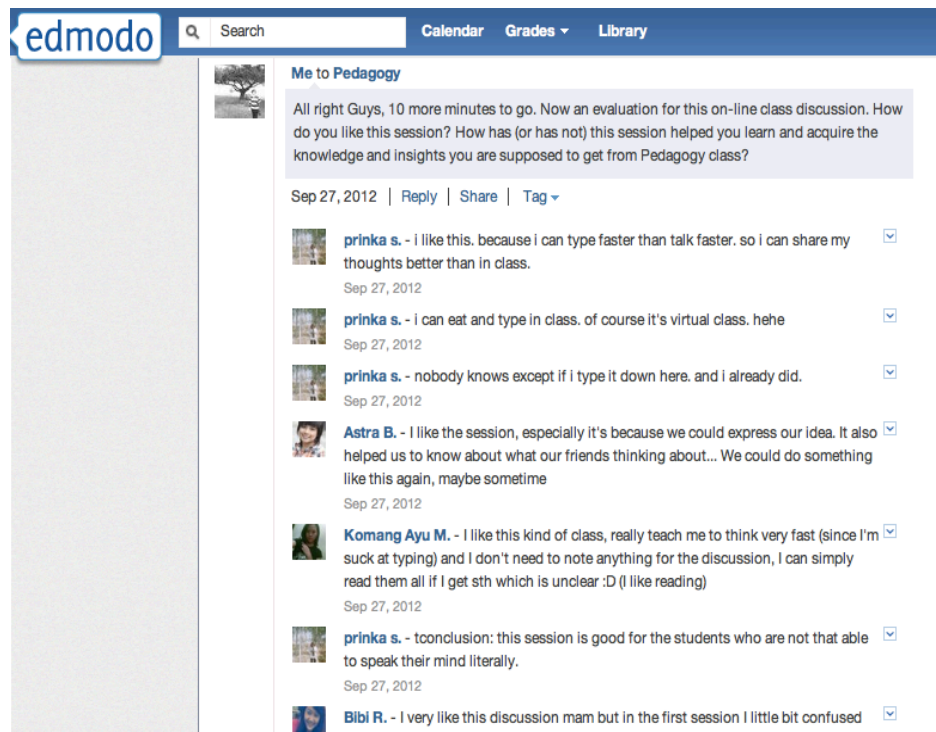 edmodo
Search
Calendar Grades Library
Me to Pedagogy
All right Guys, 10 more minutes to go. Now an evaluation for this on-line class discussion. How
do you like this session? How has (or has not) this session helped you learn and acquire the
knowledge and insights you are supposed to get from Pedagogy class?
Sep 27, 2012 | Reply | Share | Tag
prinka s. - i like this. because i can type faster than talk faster. so i can share my
thoughts better than in class.
Sep 27, 2012
prinka s. - i can eat and type in class. of course it's virtual class. hehe
Sep 27, 2012
prinka s. - nobody knows except if i type it down here. and i already did.
Sep 27, 2012
Astra B. - I like the session, especially it's because we could express our idea. It also
helped us to know about what our friends thinking about... We could do something
like this again, maybe sometime
Sep 27, 2012
Komang Ayu M. - I like this kind of class, really teach me to think very fast (since I'm
suck at typing) and I don't need to note anything for the discussion, I can simply
read them all if I get sth which is unclear :D (I like reading)
Sep 27, 2012
prinka s. - tconclusion: this session is good for the students who are not that able
to speak their mind literally.
Sep 27, 2012
Bibi R. - I very like this discussion mam but in the first session I little bit confused